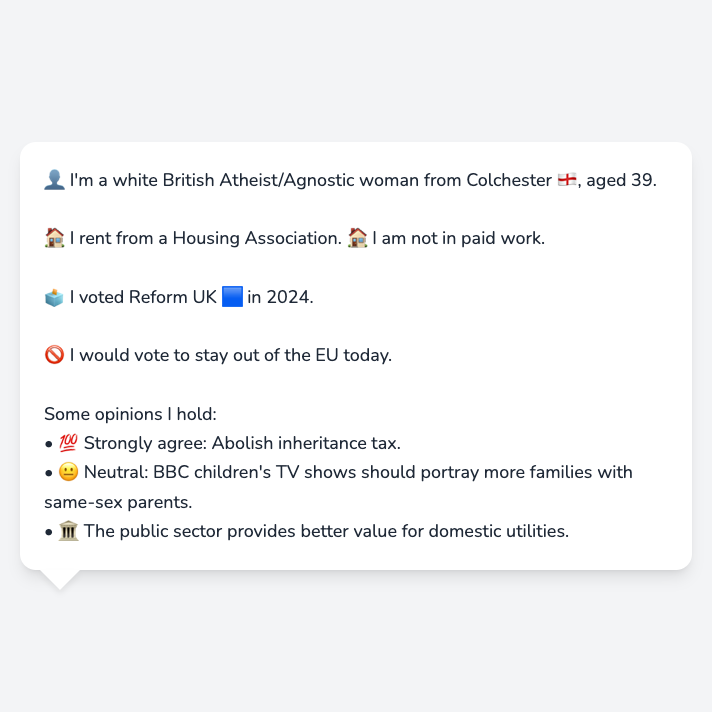 👤 I'm a white British Atheist/Agnostic woman from Colchester 🏴󠁧󠁢󠁥󠁮󠁧󠁿, aged 39.
🏠 I rent from a Housing Association. 🏠 I am not in paid work.
🗳️ I voted Reform UK 🟦 in 2024.
🚫 I would vote to stay out of the EU today.
Some opinions I hold:
• 💯 Strongly agree: Abolish inheritance tax.
• 😐 Neutral: BBC children's TV shows should portray more families with
same-sex parents.
• 🏛️ The public sector provides better value for domestic utilities.